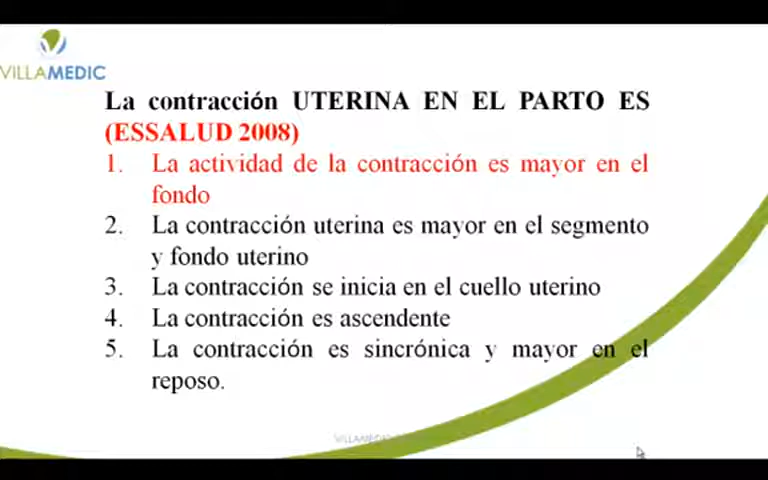 VILLAMEDIC
La contracción UTERINA EN EL PARTO ES
(ESSALUD 2008)
1. La actividad de la contracción es mayor en el
fondo
2. La contracción uterina es mayor en el segmento
y fondo uterino
3. La contracción se inicia en el cuello uterino
4. La contracción es ascendente
5. La contracción es sincrónica y mayor en el
reposo.